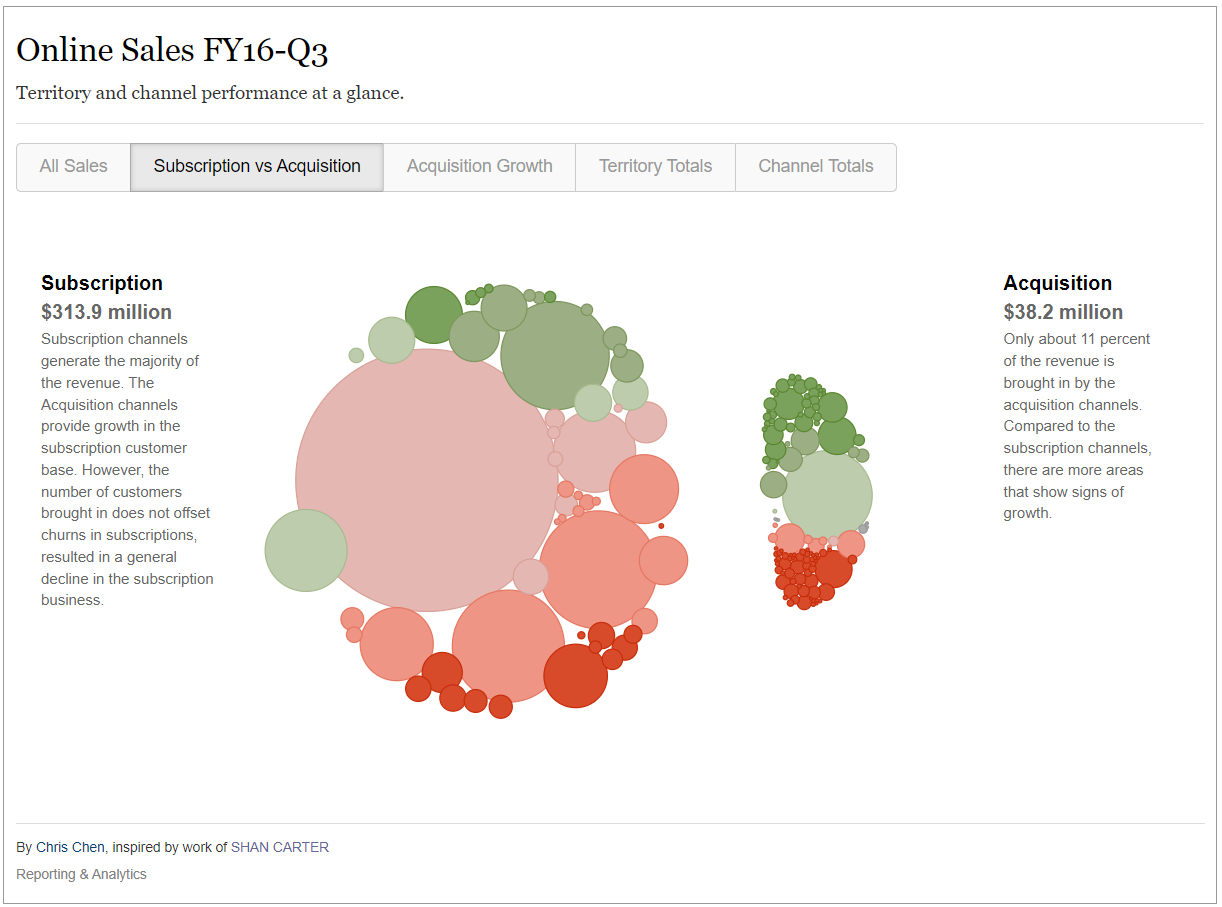 Online Sales FY16-Q3
Territory and channel performance at a glance.
All Sales
Subscription vs Acquisition
Acquisition Growth
Territory Totals
Channel Totals
Subscription
$313.9 million
Subscription channels
generate the majority of
the revenue. The
Acquisition channels
provide growth in the
subscription customer
base. However, the
number of customers
brought in does not offset
churns in subscriptions,
resulted in a general
decline in the subscription
business.
Acquisition
$38.2 million
Only about 11 percent
of the revenue is
brought in by the
acquisition channels.
Compared to the
subscription channels,
there are more areas
that show signs of
growth.
By Chris Chen, inspired by work of SHAN CARTER
Reporting & Analytics